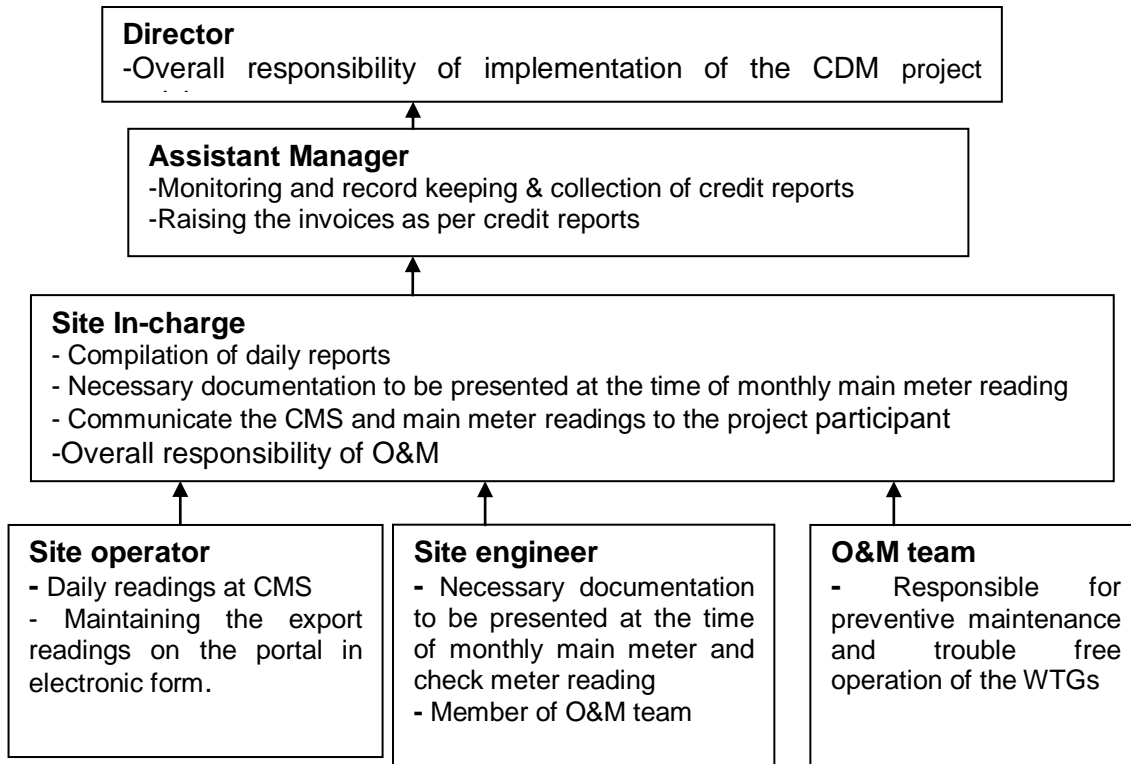 Director
-Overall responsibility of implementation of the CDM project
Assistant Manager
-Monitoring and record keeping & collection of credit reports
-Raising the invoices as per credit reports
Site In-charge
- Compilation of daily reports
- Necessary documentation to be presented at the time of monthly main meter reading
- Communicate the CMS and main meter readings to the project participant
-Overall responsibility of O&M
Site operator
- Daily readings at CMS
- Maintaining the export
readings on the portal in
electronic form.
Site engineer
- Necessary documentation
to be presented at the time
of monthly main meter and
check meter reading
- Member of O&M team
O&M team
- Responsible for
preventive maintenance
and trouble free
operation of the WTGs